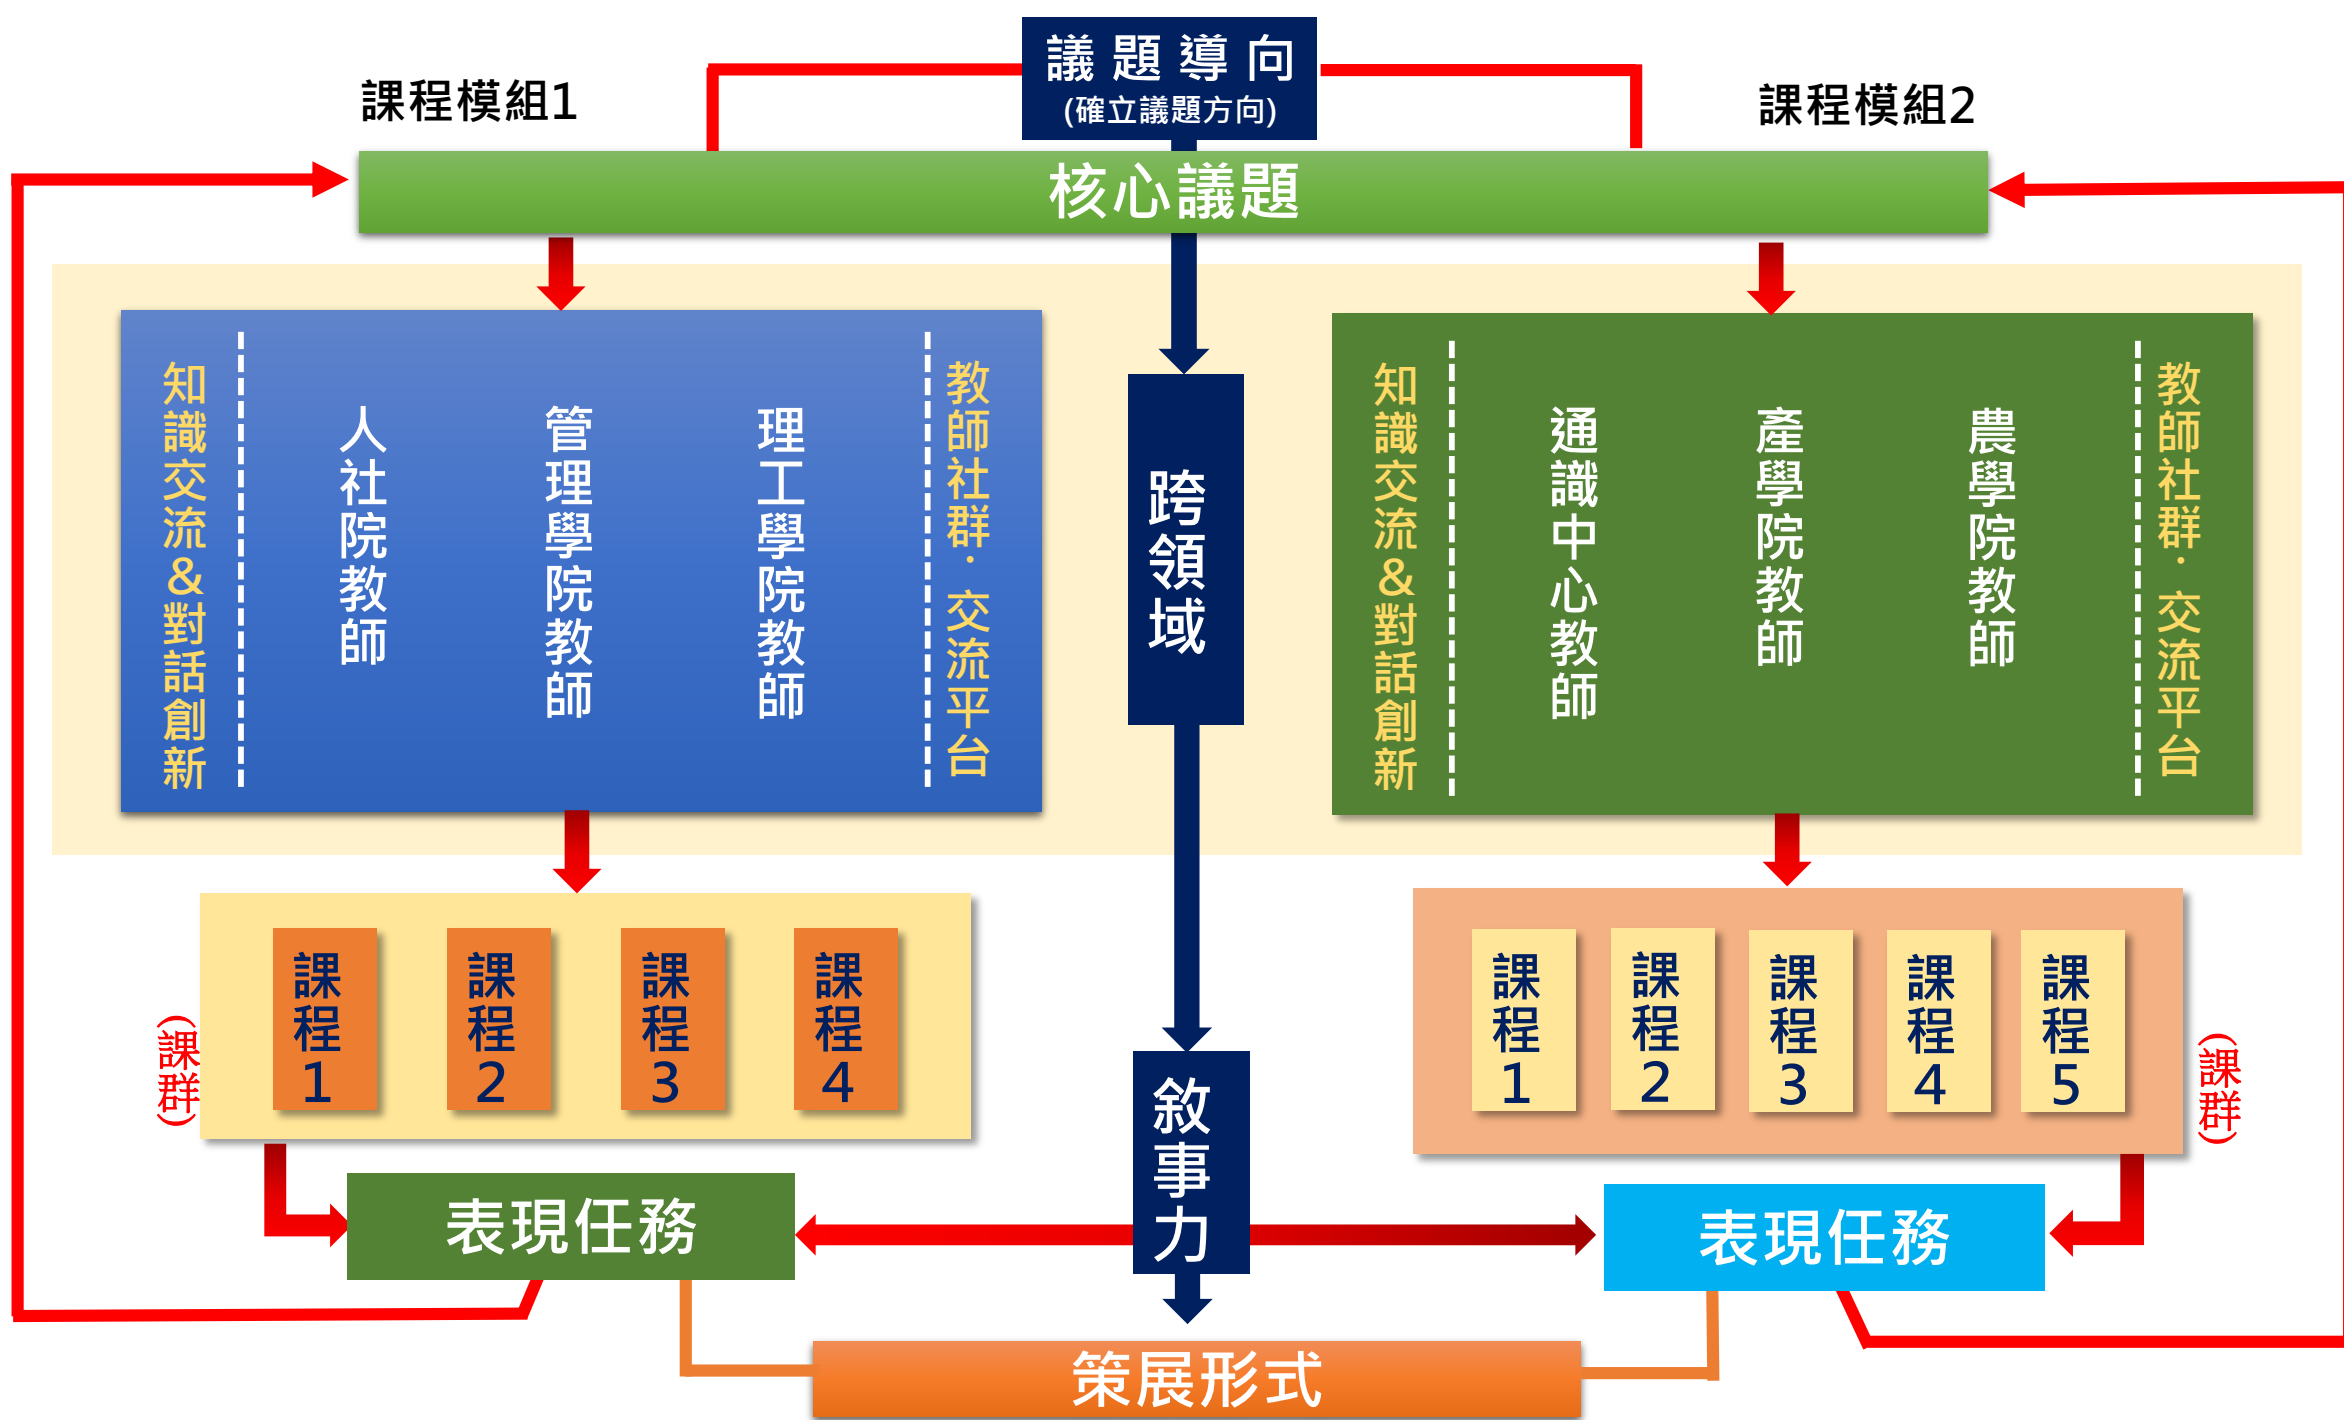 議題導向
(確立議題方向)
課程模組1
課程模組2
核心議題
知識交流&對話創新
人社院教師
管理學院教師
理工學院教師
教師社群：交流平台
跨領域
知識交流&對話創新
通識中心教師
產學院教師
農學院教師
教師社群：交流平台
(課群)
課程1
課程2
課程3
課程4
敘事力
課程1
課程2
課程3
課程4
課程5
(課群)
表現任務
表現任務
策展形式